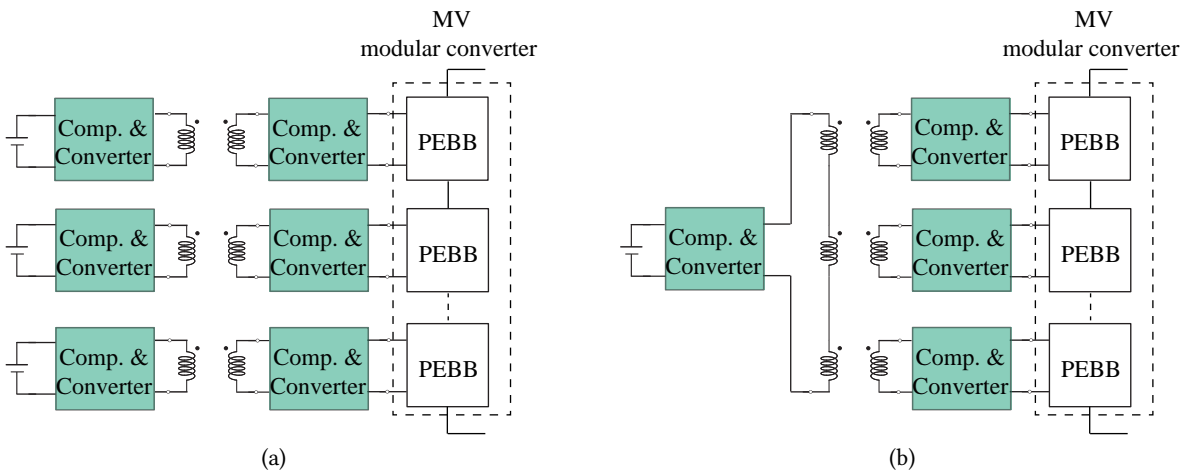 MV
modular converter
Comp. &
Converter
Comp. &
Converter
PEBB
Comp. &
Converter
Comp. &
Converter
PEBB
Comp. &
Converter
Comp. &
Converter
PEBB
(a)
MV
modular converter
Comp. &
Converter
Comp. &
Converter
PEBB
Comp. &
Converter
PEBB
Comp. &
Converter
PEBB
(b)